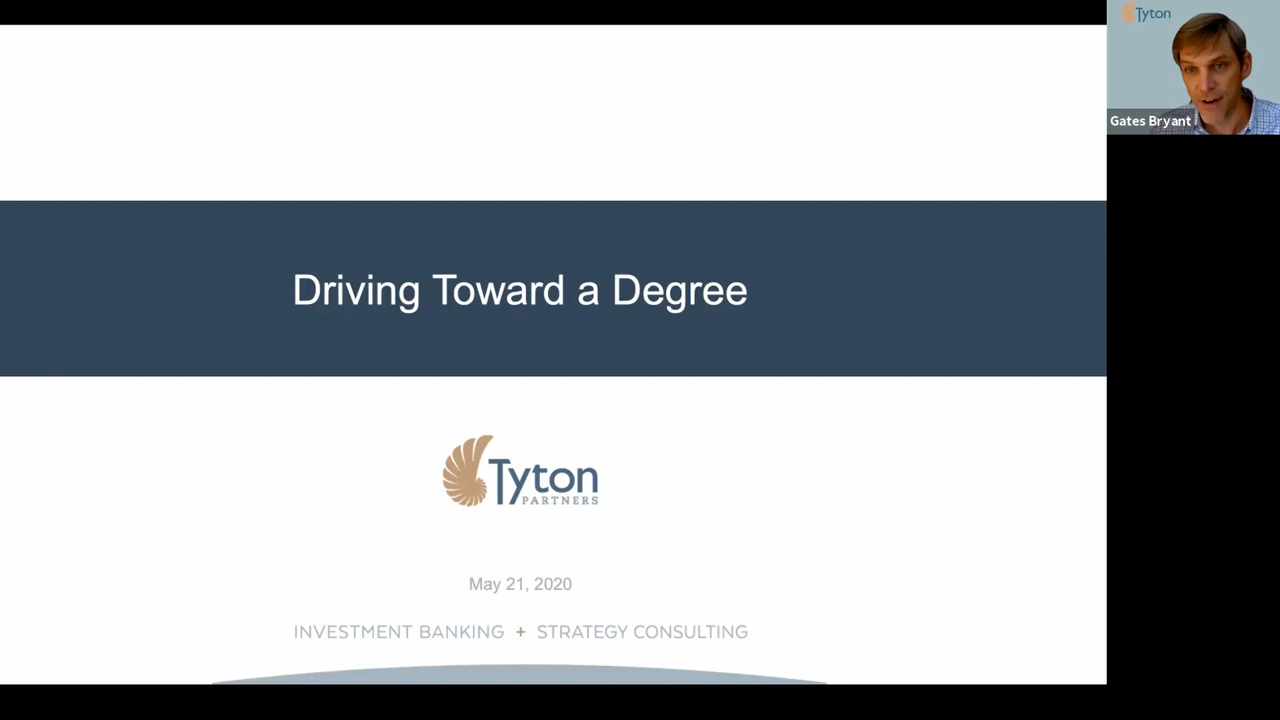 Driving Toward a Degree
Tyton
PARTNERS
May 21, 2020
INVESTMENT BANKING + STRATEGY CONSULTING
Tyton
Gates Bryant